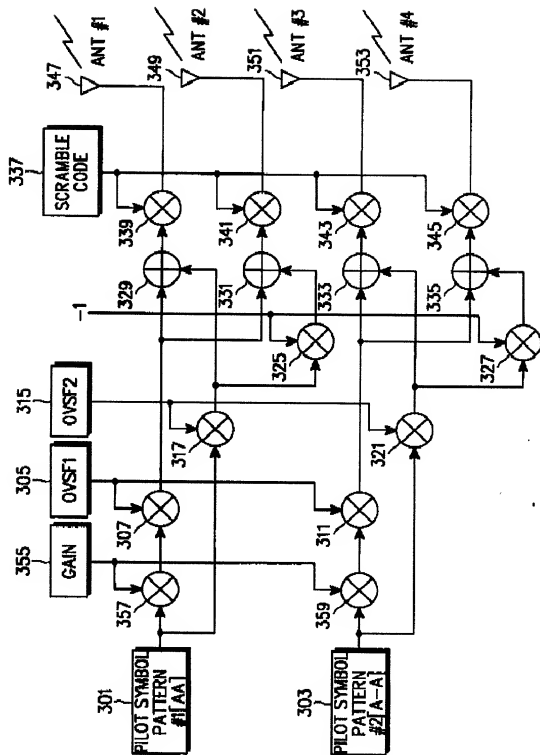 337
SCRAMBLE
CODE
315
OVSF2
305
OVSF1
355
GAIN
-1
347
ANT #1
349
ANT #2
351
ANT #3
353
ANT #4
301
PILOT SYMBOL
PATTERN
#1[AA]
357
307
329
339
317
325
331
341
303
PILOT SYMBOL
PATTERN
#2[A-A]
359
311
333
343
321
327
335
345